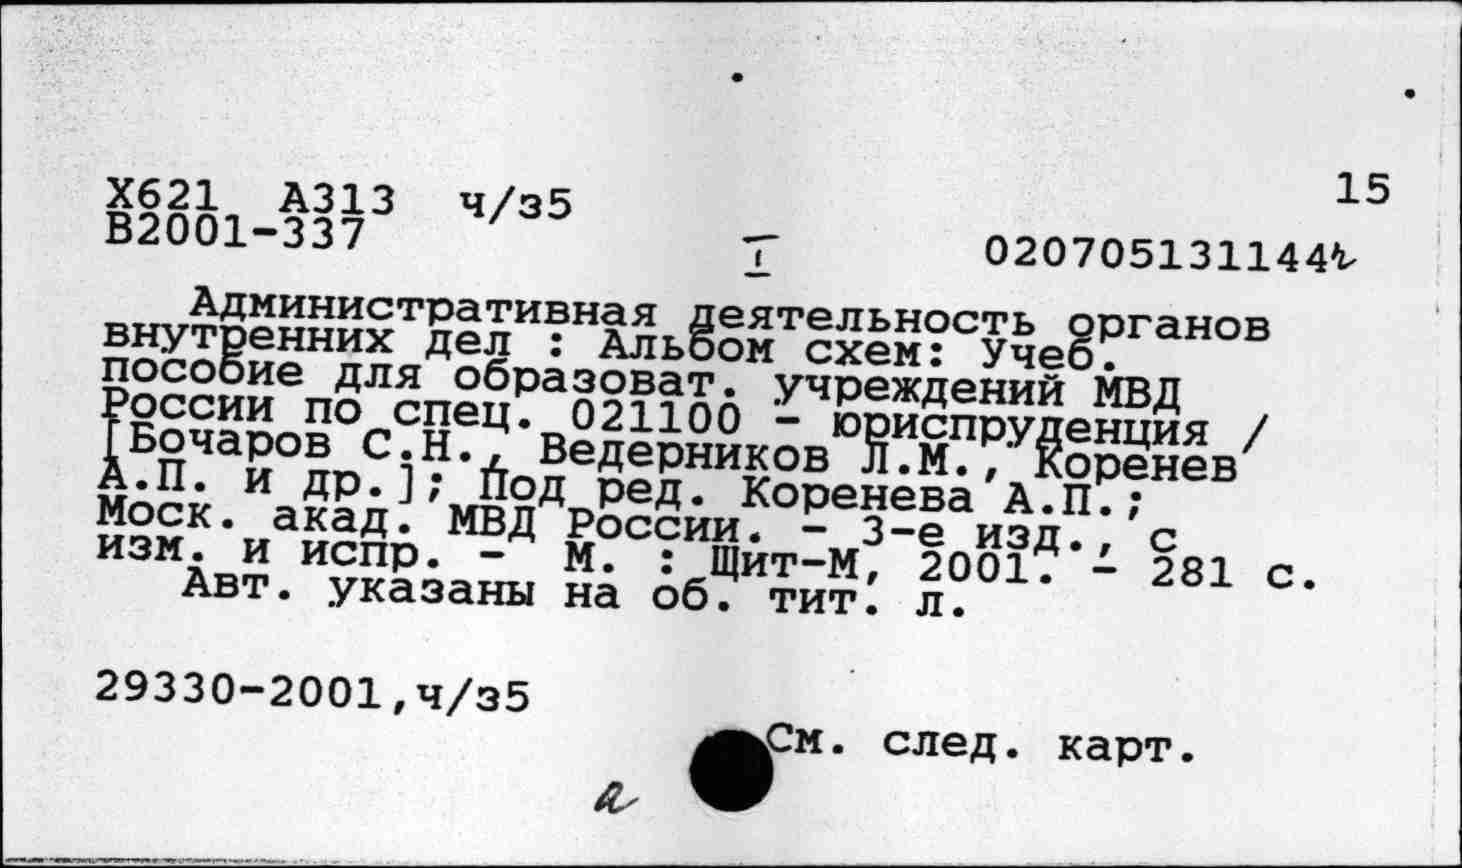 Х621 А313 ч/з5 15
В2001-337
I 020705131144
Административная деятельность органов
внутренних дел : Альбом схем: Учеб.
пособие для образоват. учреждений МВД
России по спец. 021100 - юриспруденция /
[Бочаров С.Н., Ведерников Л.М., Коренев
А.П. и др.]; Под ред. Коренева А.П.;
Моск. акад. МВД России. - 3-е изд., с
изм. и испр. - М. : Щит-М, 2001. - 281 с.
Авт. указаны на об. тит. л.
29330-2001,ч/з5
См. след. карт.
а